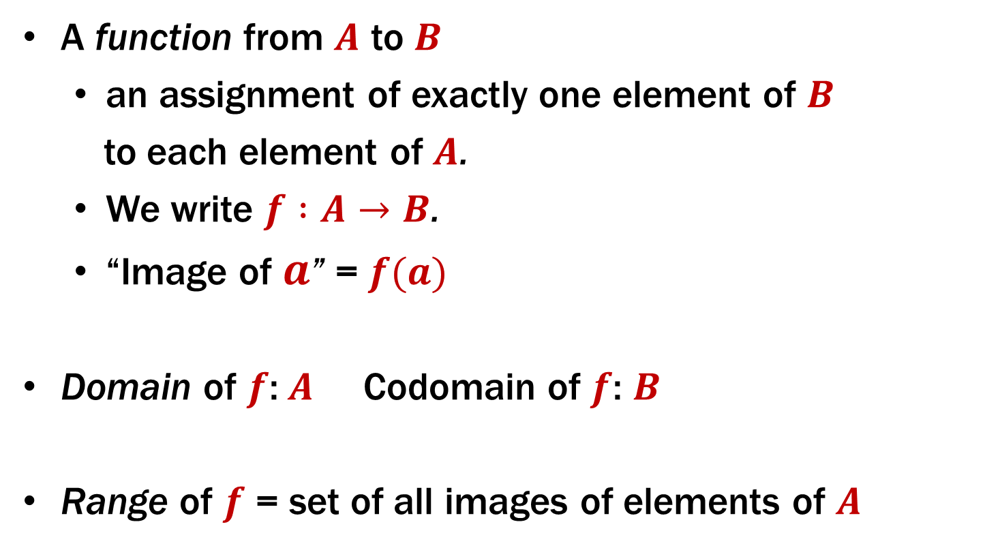 • A function from A to B
• an assignment of exactly one element of B
to each element of A.
• We write f : A → B.
• “Image of a” = f(a)
• Domain of f: A Codomain of f: B
• Range of f = set of all images of elements of A